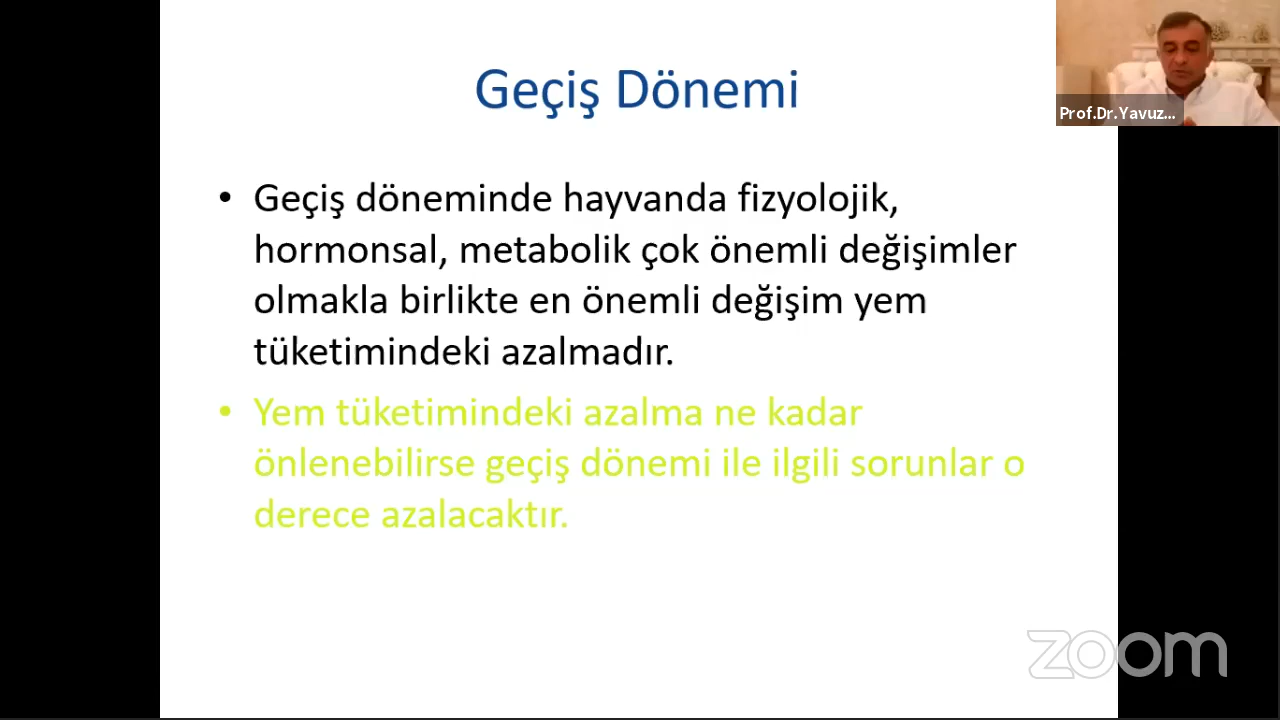 Geçiş Dönemi
Prof.Dr.Yavuz...
• Geçiş döneminde hayvanda fizyolojik,
hormonsal, metabolik çok önemli değişimler
olmakla birlikte en önemli değişim yem
tüketimindeki azalmadır.
• Yem tüketimindeki azalma ne kadar
önlenebilirse geçiş dönemi ile ilgili sorunlar o
derece azalacaktır.
zoom